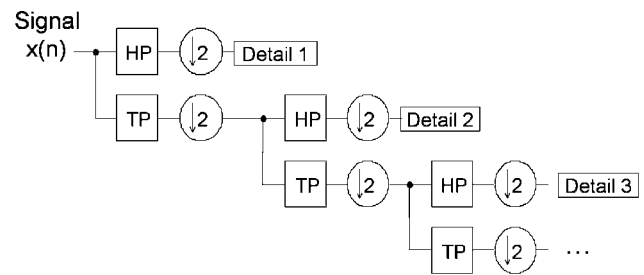 Signal
x(n) HP ↓2 Detail 1
TP ↓2 HP ↓2 Detail 2
TP ↓2 HP ↓2 Detail 3
TP ↓2 ...